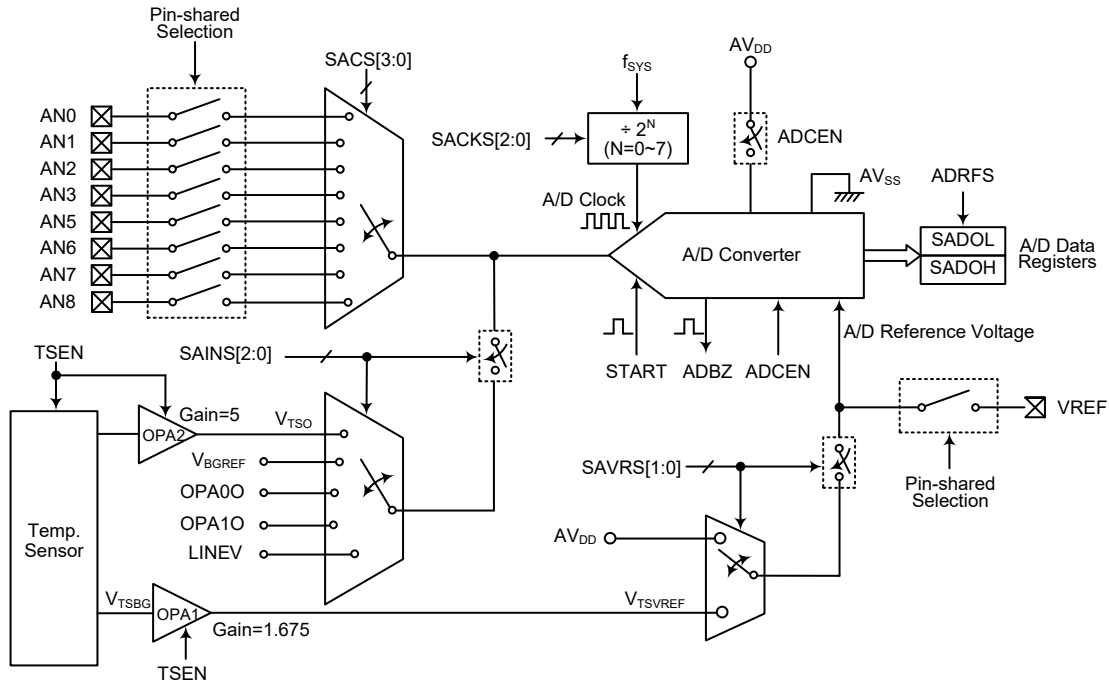 Pin-shared
Selection
SACS[3:0]
AN0
AN1
AN2
AN3
AN5
AN6
AN7
AN8
fSYS
SACKS[2:0]
÷ 2N
(N=0~7)
A/D Clock
AVDD
ADCEN
AVSS
ADRFS
A/D Converter
SADOL
SADOH
A/D Data
Registers
START
ADBZ
ADCEN
A/D Reference Voltage
TSEN
SAINS[2:0]
OPA2
Gain=5
VTSO
VBGREF
OPA0O
OPA1O
LINEV
Temp.
Sensor
VTSBG
OPA1
Gain=1.675
TSEN
VREF
Pin-shared
Selection
SAVRS[1:0]
AVDD
VTSVREF